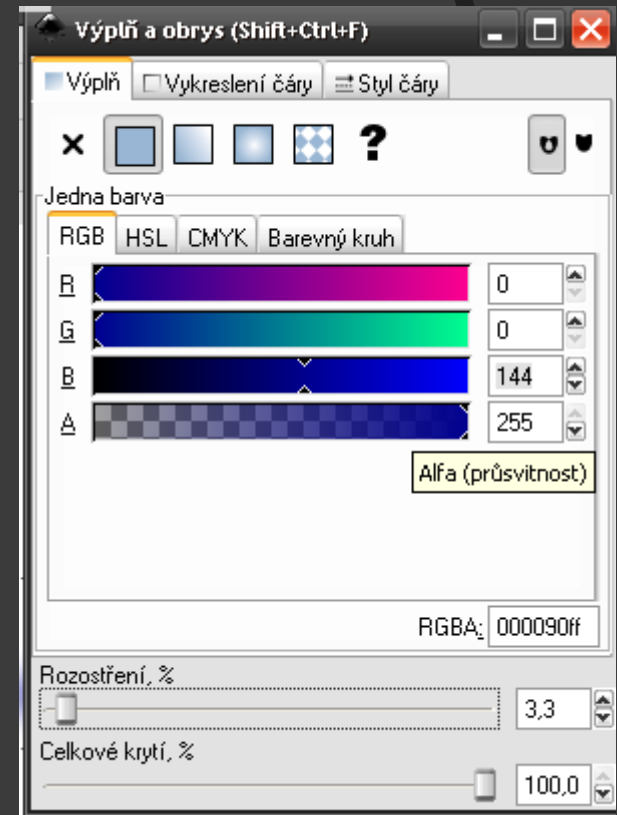 Výplň a obrys (Shift+Ctrl+F)
Výplň Vykreslení čáry Styl čáry
?
Jedna barva
RGB HSL CMYK Barevný kruh
R 0
G 0
B 144
A 255
Alfa (průsvitnost)
RGBA: 000090ff
Rozostření, %
3,3
Celkové krytí, %
100,0